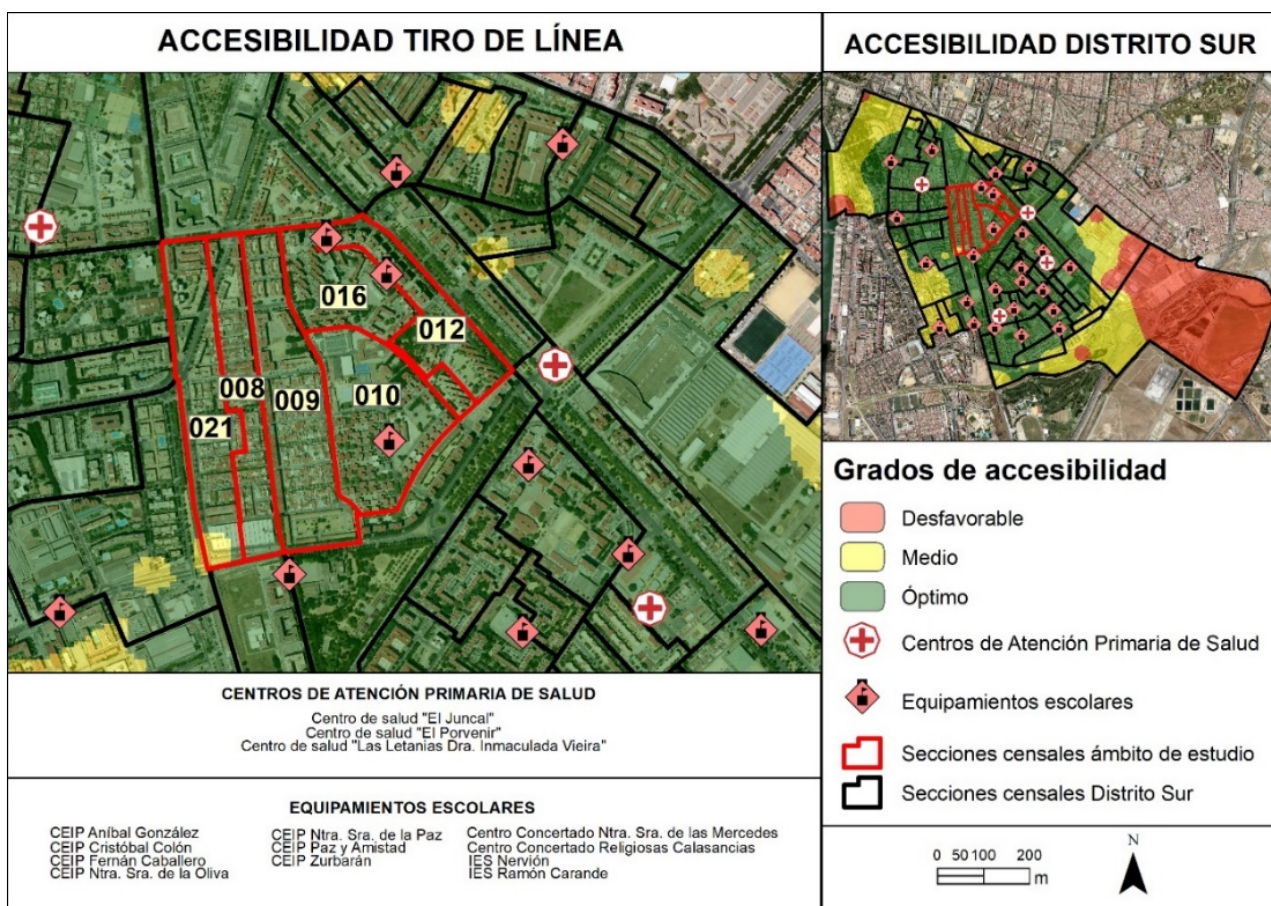 ACCESIBILIDAD TIRO DE LÍNEA
016
012
008
009
010
021
CENTROS DE ATENCIÓN PRIMARIA DE SALUD
Centro de salud "El Juncal"
Centro de salud "El Porvenir"
Centro de salud "Las Letanias Dra. Inmaculada Vieira"
EQUIPAMIENTOS ESCOLARES
CEIP Aníbal González
CEIP Cristóbal Colón
CEIP Fernán Caballero
CEIP Ntra. Sra. de la Oliva
CEIP Ntra. Sra. de la Paz
CEIP Paz y Amistad
CEIP Zurbarán
Centro Concertado Ntra. Sra. de las Mercedes
Centro Concertado Religiosas Calasancias
IES Nervión
IES Ramón Carande
ACCESIBILIDAD DISTRITO SUR
Grados de accesibilidad
Desfavorable
Medio
Óptimo
Centros de Atención Primaria de Salud
Equipamientos escolares
Secciones censales ámbito de estudio
Secciones censales Distrito Sur
0 50 100 200
m
N